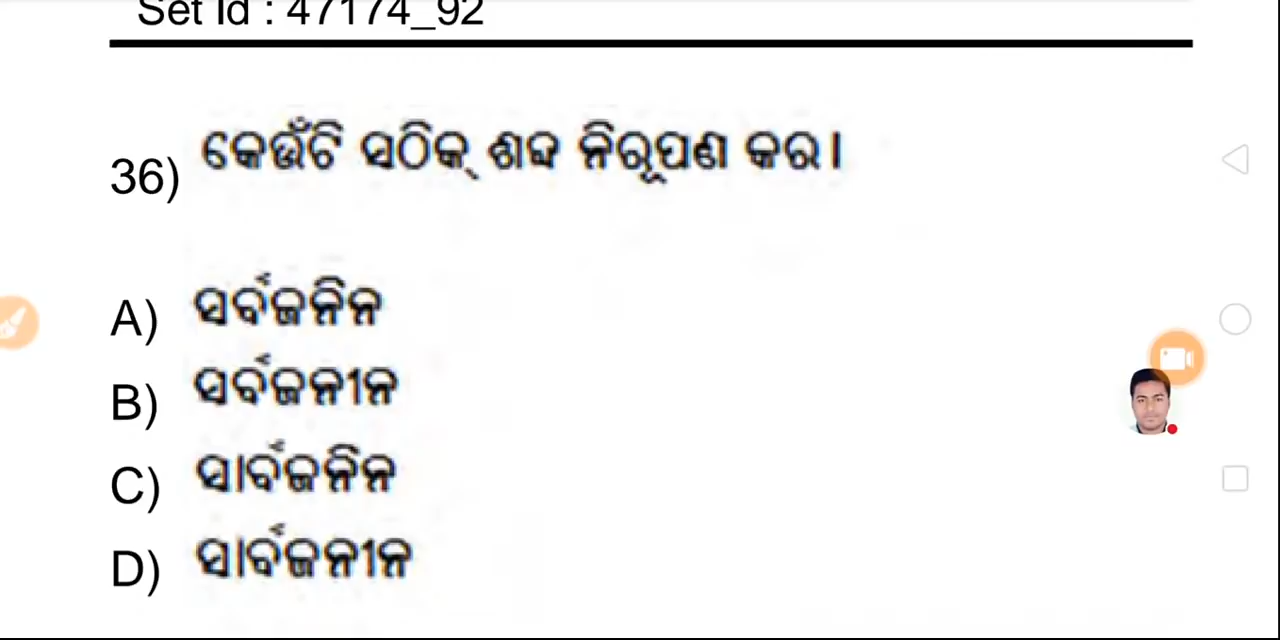 Set Id : 47174_92
36) କେଉଁଟି ସଠିକ୍ ଶବ୍ଦ ନିରୂପଣ କର।
A) ସର୍ବଜନିନ
B) ସର୍ବଜନୀନ
C) ସାର୍ବଜନିନ
D) ସାର୍ବଜନୀନ